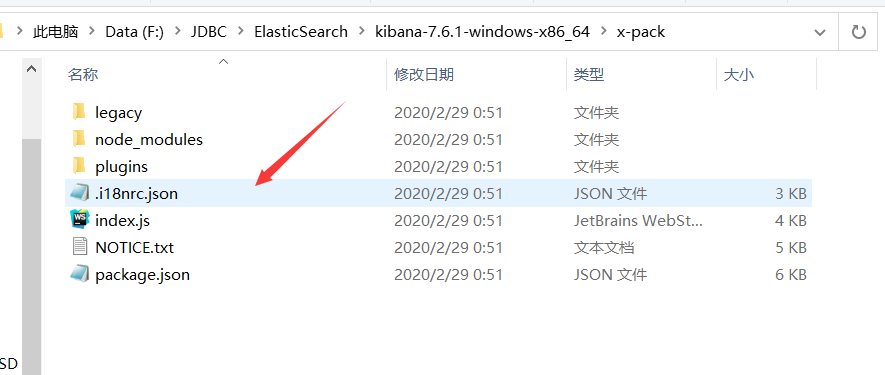 此电脑 > Data (F:) > JDBC > ElasticSearch > kibana-7.6.1-windows-x86_64 > x-pack
名称 修改日期 类型 大小
legacy 2020/2/29 0:51 文件夹
node_modules 2020/2/29 0:51 文件夹
plugins 2020/2/29 0:51 文件夹
.i18nrc.json 2020/2/29 0:51 JSON 文件 3 KB
index.js 2020/2/29 0:51 JetBrains WebSt... 4 KB
NOTICE.txt 2020/2/29 0:51 文本文档 5 KB
package.json 2020/2/29 0:51 JSON 文件 6 KB
SD